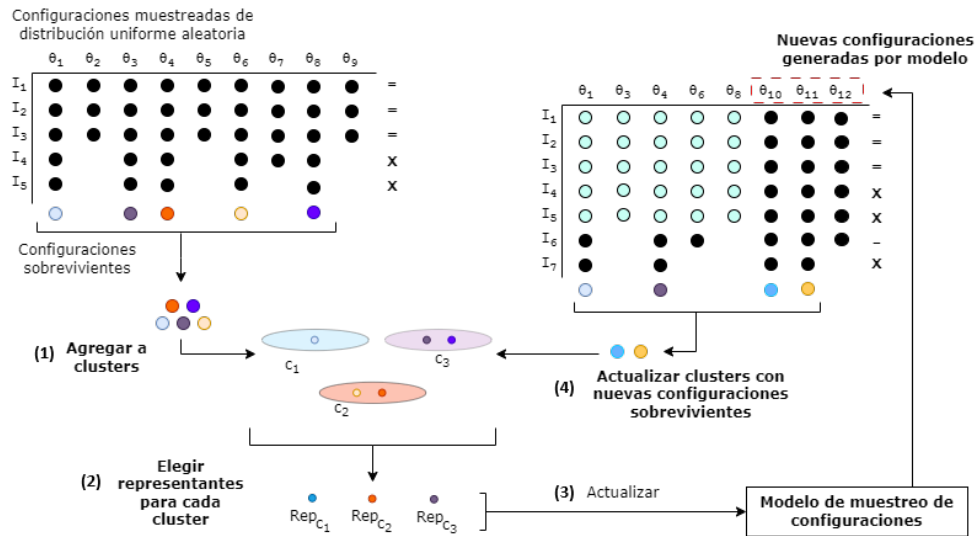 Configuraciones muestreadas de
distribución uniforme aleatoria
θ1 θ2 θ3 θ4 θ5 θ6 θ7 θ8 θ9
I1 =
I2 =
I3 =
I4 X
I5 X
Configuraciones
sobrevivientes
(1) Agregar a
clusters
c1
c3
c2
(2) Elegir
representantes
para cada
cluster
Repc1 Repc2 Repc3
(3) Actualizar
Modelo de muestreo de
configuraciones
Nuevas configuraciones
generadas por modelo
θ1 θ3 θ4 θ6 θ8 θ10 θ11 θ12
I1 =
I2 =
I3 =
I4 X
I5 X
I6 –
I7 X
(4) Actualizar clusters con
nuevas configuraciones
sobrevivientes